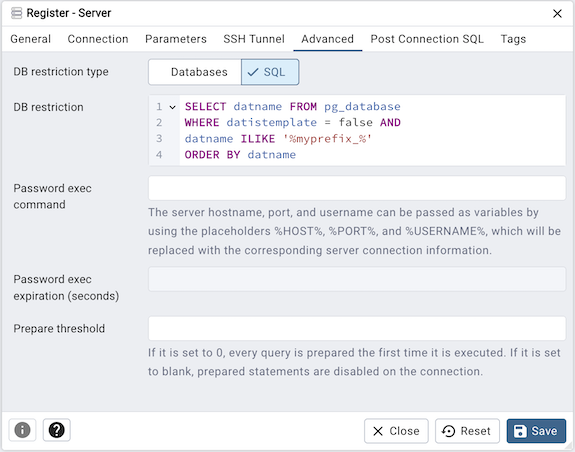 Register - Server
General Connection Parameters SSH Tunnel Advanced Post Connection SQL Tags
DB restriction type
Databases SQL
DB restriction
1 SELECT datname FROM pg_database
2 WHERE datistemplate = false AND
3 datname ILIKE '%myprefix_%'
4 ORDER BY datname
Password exec
command
The server hostname, port, and username can be passed as variables by
using the placeholders %HOST%, %PORT%, and %USERNAME%, which will be
replaced with the corresponding server connection information.
Password exec
expiration (seconds)
Prepare threshold
If it is set to 0, every query is prepared the first time it is executed. If it is set
to blank, prepared statements are disabled on the connection.
Close Reset Save